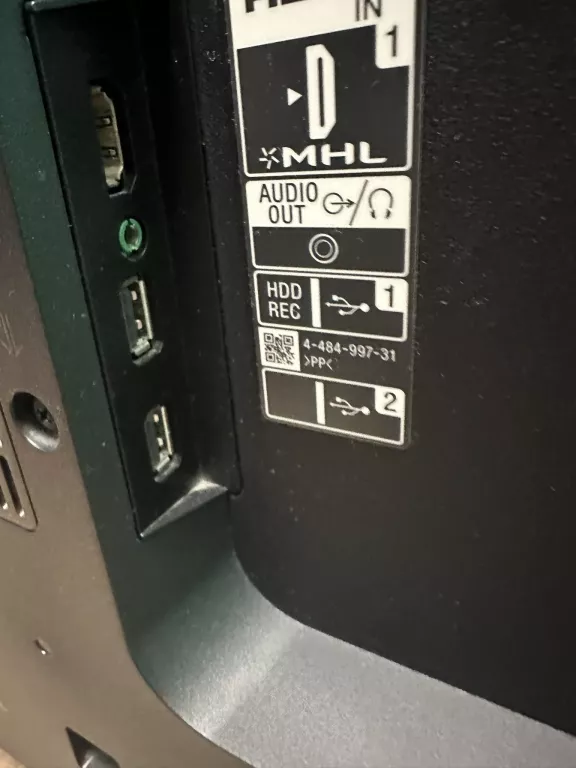 IN
1
MHL
AUDIO
OUT
HDD
REC
1
4-484-997-31
>PP<
2